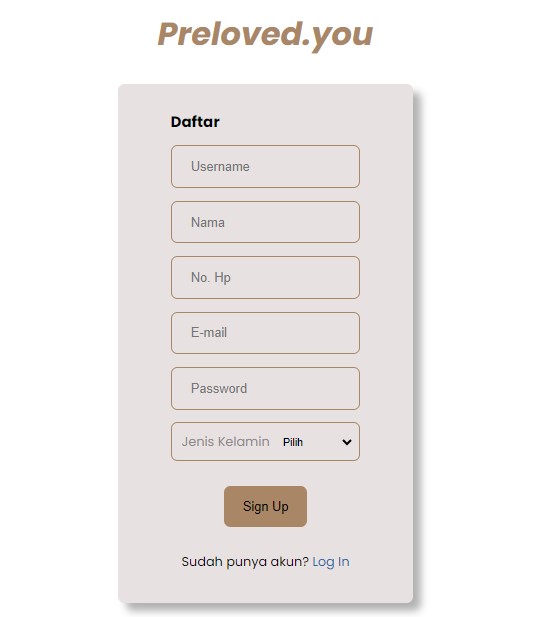 Preloved.you
Daftar
Username
Nama
No. Hp
E-mail
Password
Jenis Kelamin Pilih
Sign Up
Sudah punya akun? Log In